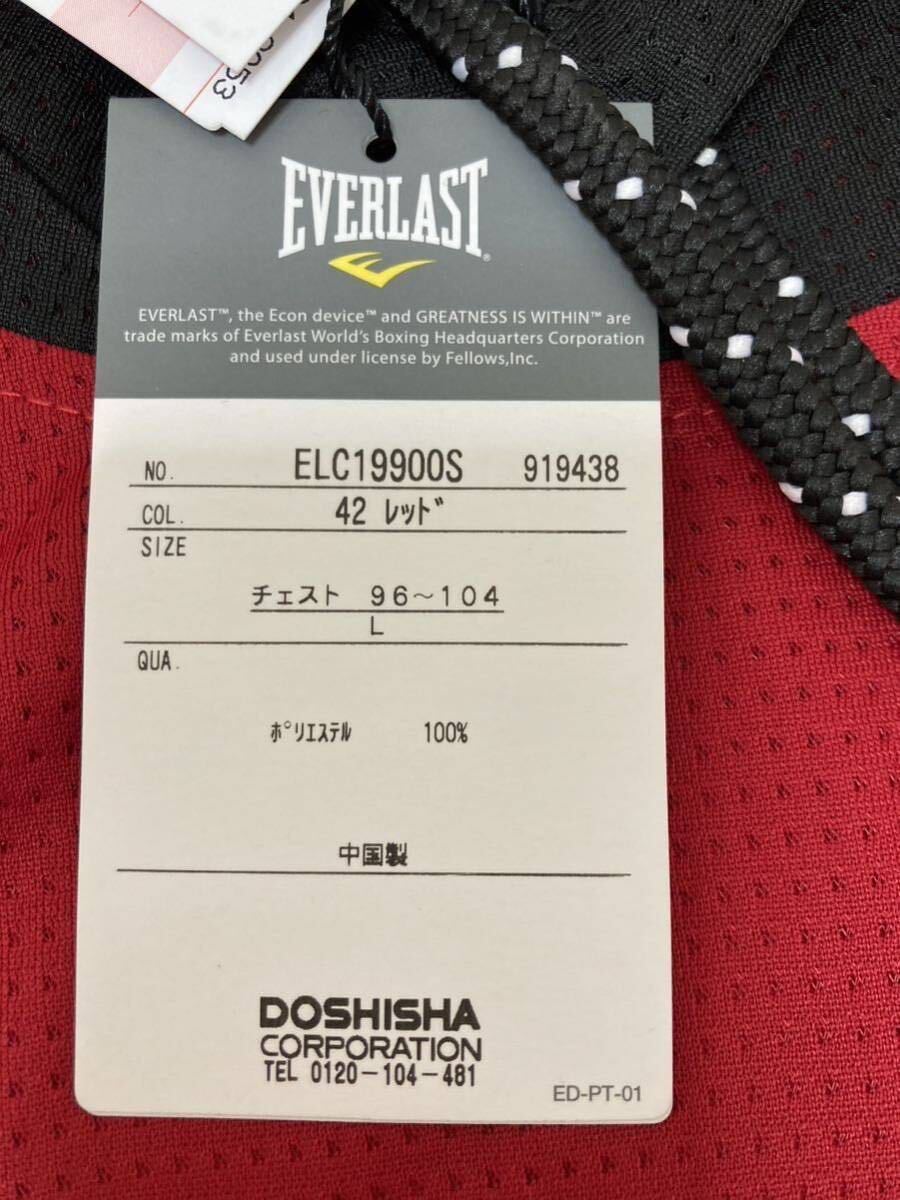 0053
EVERLAST®
EVERLAST™, the Econ device™ and GREATNESS IS WITHIN™ are
trade marks of Everlast World's Boxing Headquarters Corporation
and used under license by Fellows,Inc.
NO. ELC19900S 919438
COL. 42 ﾚｯﾄﾞ
SIZE
チェスト 96～104
L
QUA.
ﾎﾟﾘｴｽﾃﾙ 100%
中国製
DOSHISHA
CORPORATION
TEL 0120-104-481
ED-PT-01